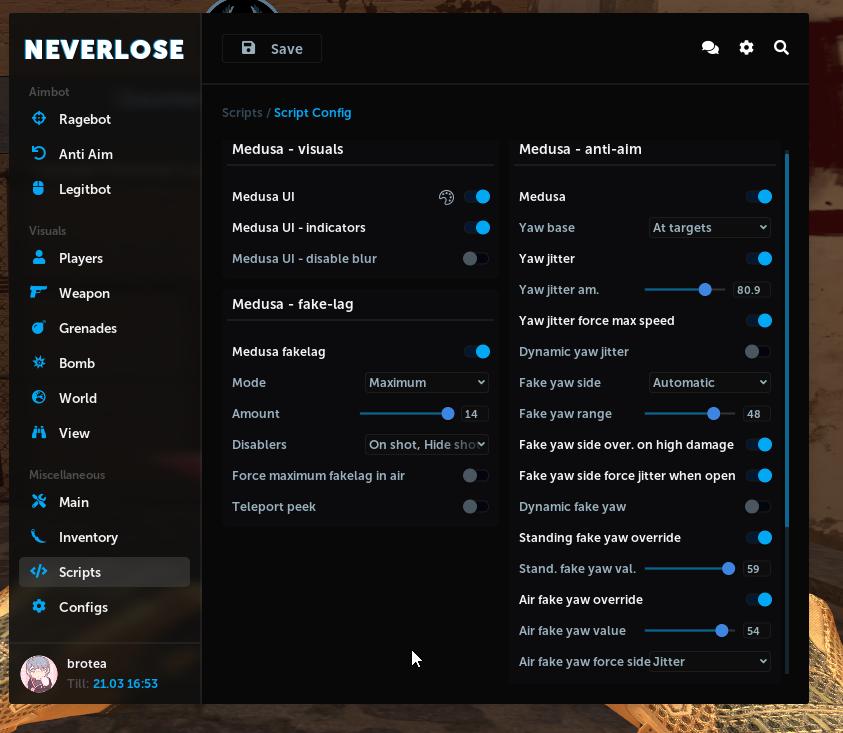 NEVERLOSE
Aimbot
Ragebot
Anti Aim
Legitbot
Visuals
Players
Weapon
Grenades
Bomb
World
View
Miscellaneous
Main
Inventory
Scripts
Configs
brotea
Till: 21.03 16:53
Save
Scripts / Script Config
Medusa - visuals
Medusa UI
Medusa UI - indicators
Medusa UI - disable blur
Medusa - fake-lag
Medusa fakelag
Mode Maximum
Amount 14
Disablers On shot, Hide sho
Force maximum fakelag in air
Teleport peek
Medusa - anti-aim
Medusa
Yaw base At targets
Yaw jitter
Yaw jitter am. 80.9
Yaw jitter force max speed
Dynamic yaw jitter
Fake yaw side Automatic
Fake yaw range 48
Fake yaw side over. on high damage
Fake yaw side force jitter when open
Dynamic fake yaw
Standing fake yaw override
Stand. fake yaw val. 59
Air fake yaw override
Air fake yaw value 54
Air fake yaw force side Jitter